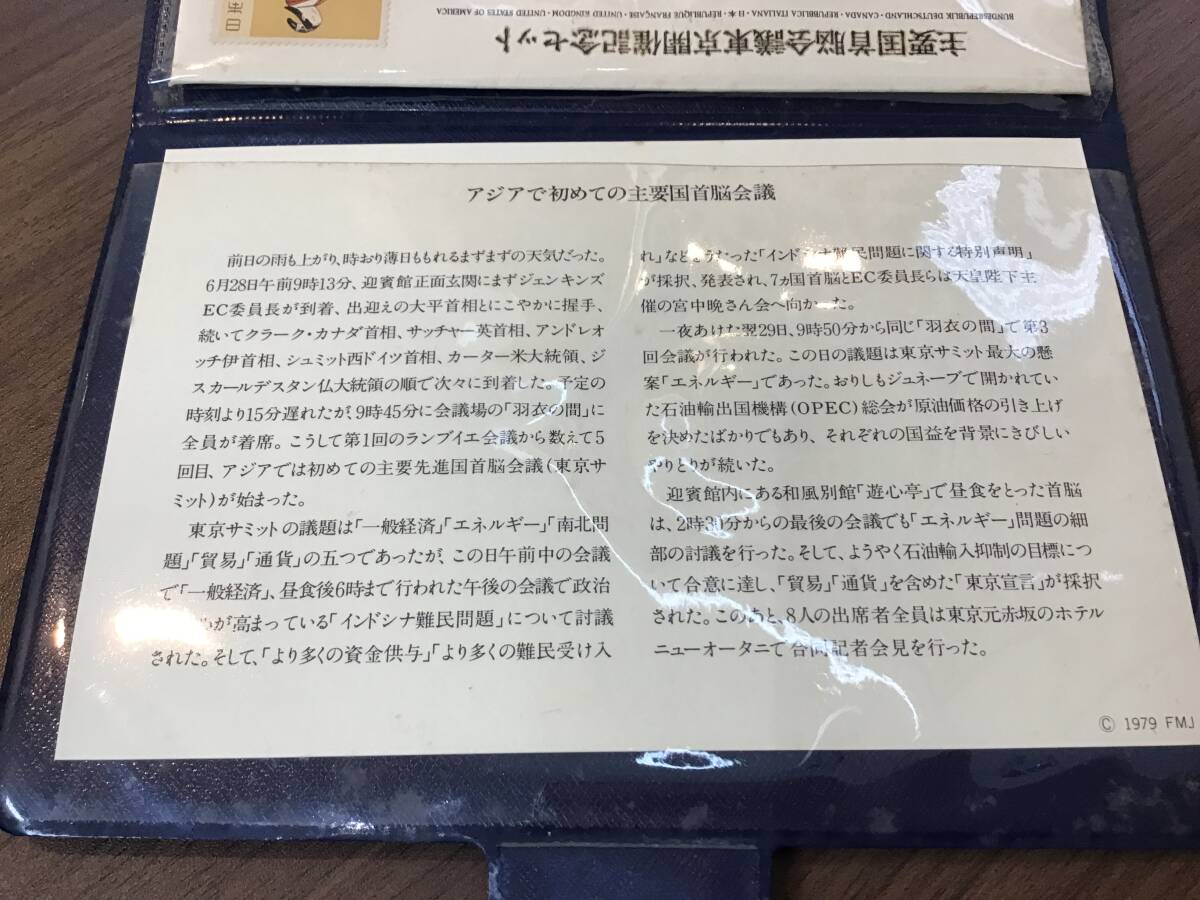 主要国首脳会議東京開催記念セット
BUNDESREPUBLIK DEUTSCHLAND・CANADA・REPUBBLICA ITALIANA・日本・REPUBLIQUE FRANÇAISE・UNITED KINGDOM・UNITED STATES OF AMERICA
日本
アジアで初めての主要国首脳会議
前日の雨も上がり、時おり薄日ももれるまずまずの天気だった。
6月28日午前9時13分、迎賓館正面玄関にまずジェンキンズ
EC委員長が到着、出迎えの大平首相とにこやかに握手、
続いてクラーク・カナダ首相、サッチャー英首相、アンドレオ
ッチ伊首相、シュミット西ドイツ首相、カーター米大統領、ジ
スカールデスタン仏大統領の順で次々に到着した。予定の
時刻より15分遅れたが、9時45分に会議場の「羽衣の間」に
全員が着席。こうして第1回のランブイエ会議から数えて5
回目、アジアでは初めての主要先進国首脳会議(東京サ
ミット)が始まった。
東京サミットの議題は「一般経済」「エネルギー」「南北問
題」「貿易」「通貨」の五つであったが、この日午前中の会議
で「一般経済」、昼食後6時まで行われた午後の会議で政治
が高まっている「インドシナ難民問題」について討議
された。そして、「より多くの資金供与」「より多くの難民受け入
れ」などをうたった「インドシナ難民問題に関する特別声明」
が採択、発表され、7カ国首脳とEC委員長らは天皇陛下主
催の宮中晩さん会へ向かった。
一夜あけた翌29日、9時50分から同じ「羽衣の間」で第3
回会議が行われた。この日の議題は東京サミット最大の懸
案「エネルギー」であった。おりしもジュネーブで開かれてい
た石油輸出国機構(OPEC)総会が原油価格の引き上げ
を決めたばかりでもあり、それぞれの国益を背景にきびしい
やりとりが続いた。
迎賓館内にある和風別館「遊心亭」で昼食をとった首脳
は、2時30分からの最後の会議でも「エネルギー」問題の細
部の討議を行った。そして、ようやく石油輸入抑制の目標につ
いて合意に達し、「貿易」「通貨」を含めた「東京宣言」が採択
された。このあと、8人の出席者全員は東京元赤坂のホテル
ニューオータニで合同記者会見を行った。
© 1979 FMJ